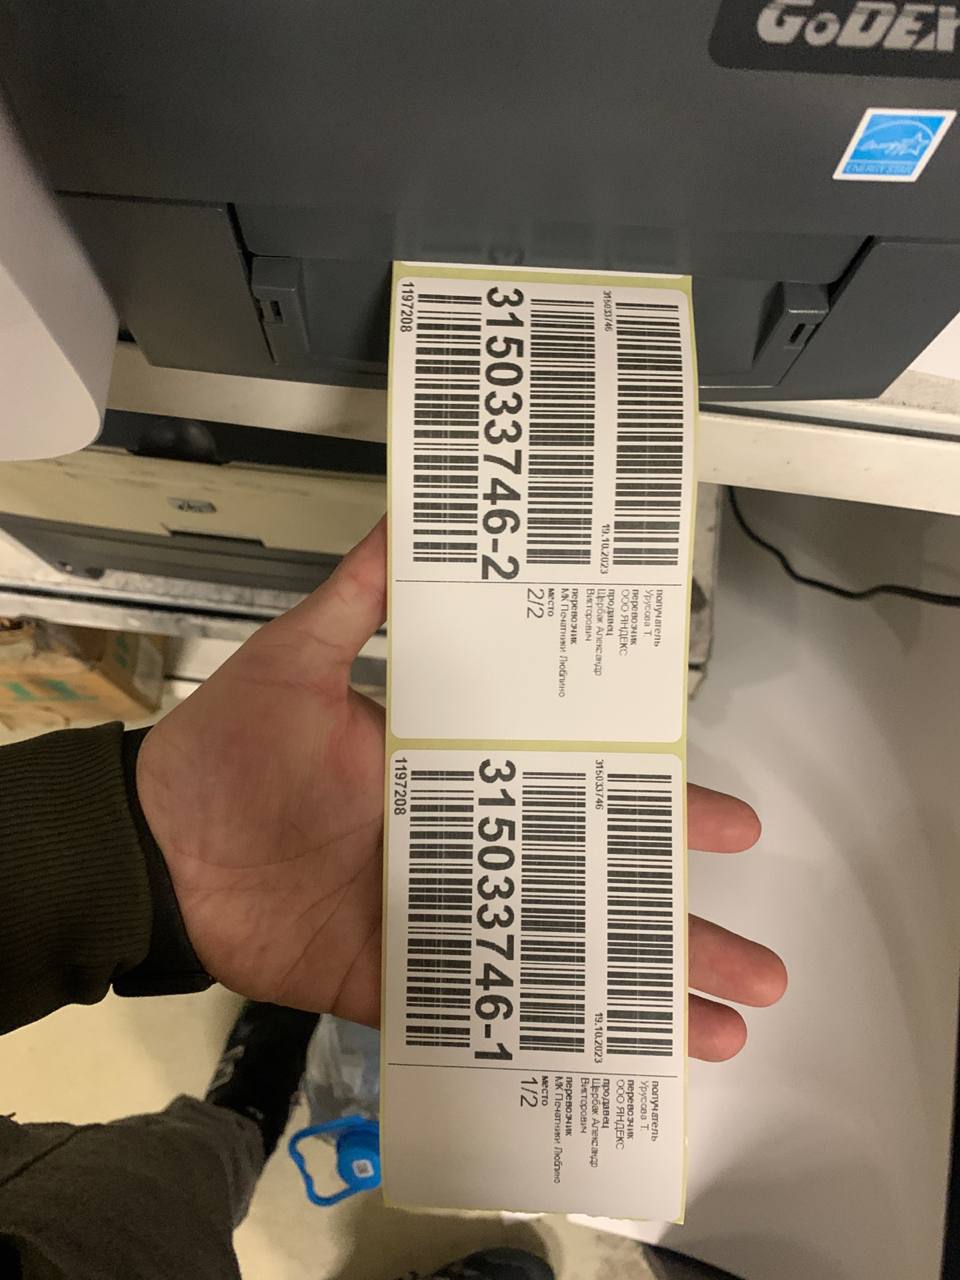 GoDEX
ENERGY STAR
315033746
19.10.2023
315033746-2
1197208
получатель
Урусова Т.
перевозчик
ООО ЯНДЕКС
продавец
Щербак Александр
Викторович
перевозчик
МК Печатники Люблино
место
2/2
315033746
19.10.2023
315033746-1
1197208
получатель
Урусова Т.
перевозчик
ООО ЯНДЕКС
продавец
Щербак Александр
Викторович
перевозчик
МК Печатники Люблино
место
1/2
hp